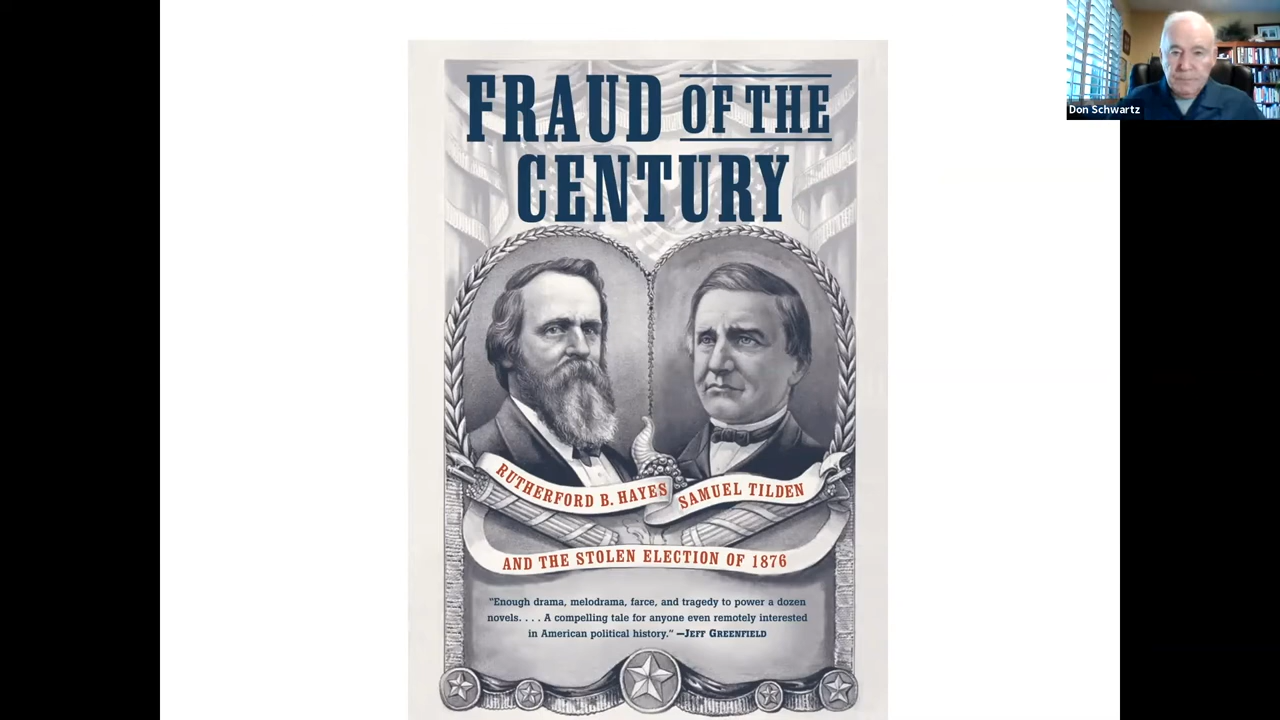 FRAUD OF THE
CENTURY
RUTHERFORD B. HAYES
SAMUEL TILDEN
AND THE STOLEN ELECTION OF 1876
"Enough drama, melodrama, farce, and tragedy to power a dozen
novels. . . . A compelling tale for anyone even remotely interested
in American political history." —JEFF GREENFIELD
Don Schwartz